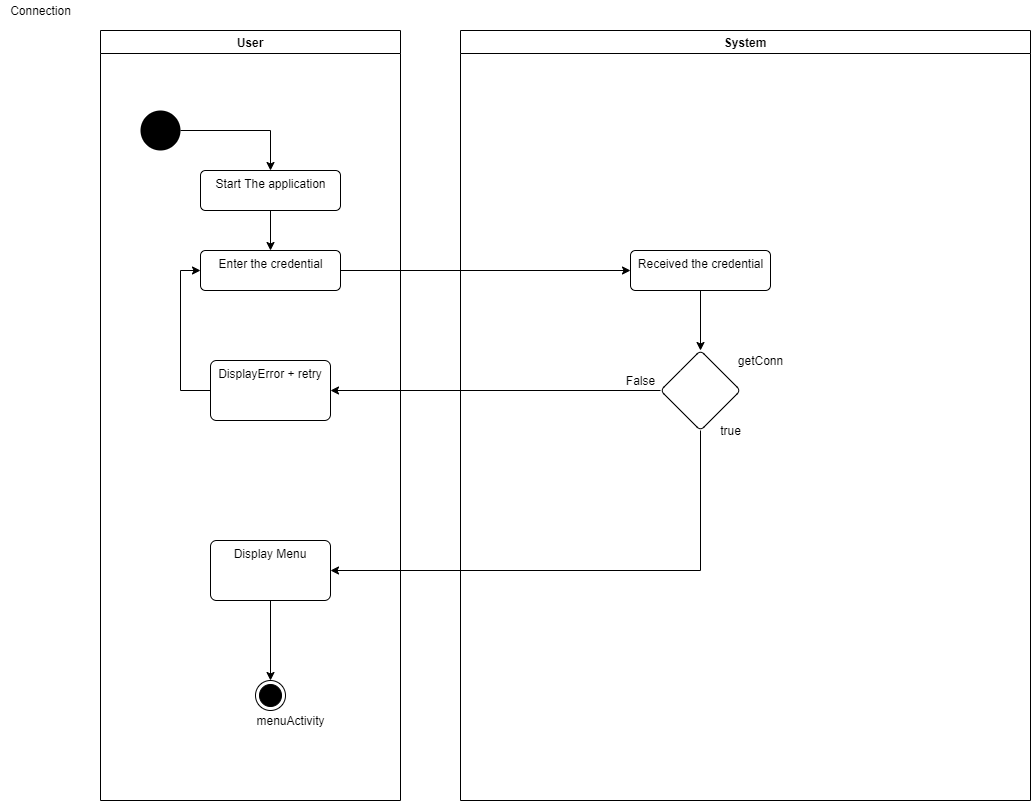 Connection
User
System
Start The application
Enter the credential
Received the credential
getConn
DisplayError + retry
False
true
Display Menu
menuActivity